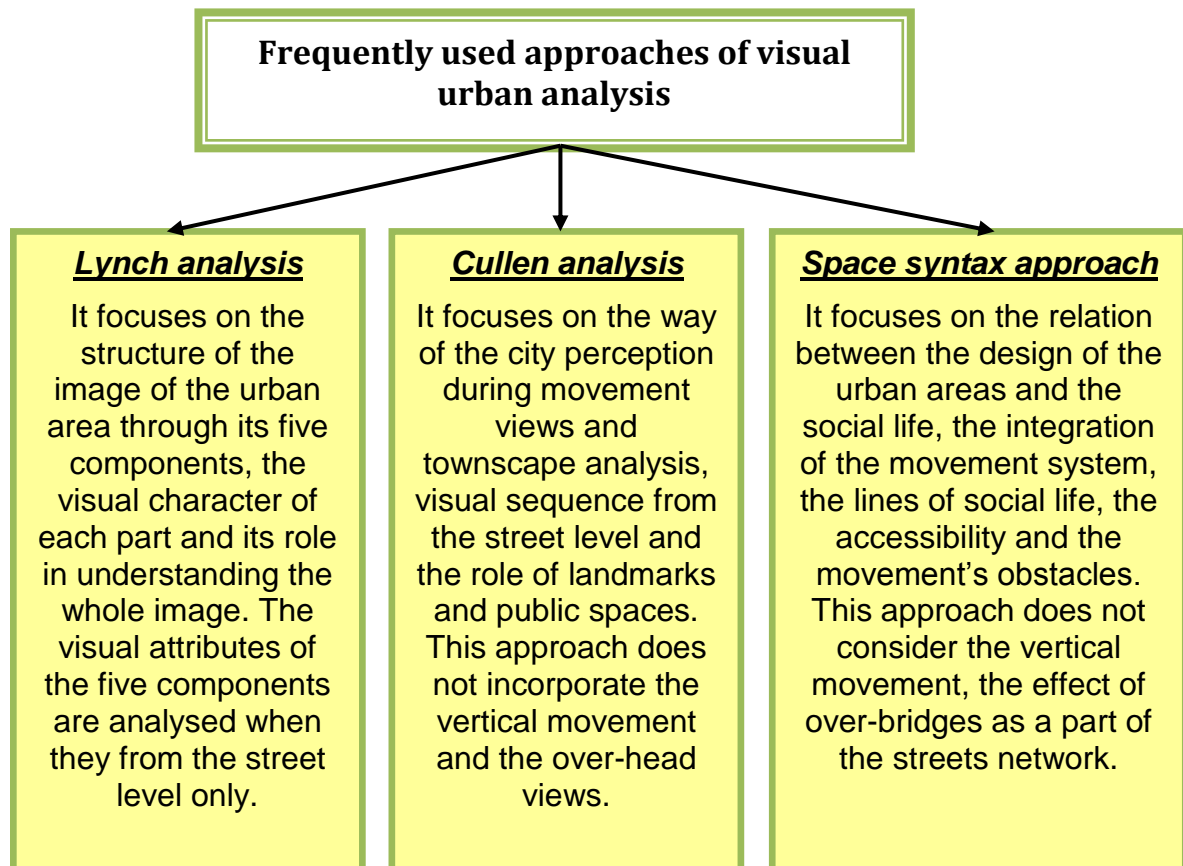 Frequently used approaches of visual
urban analysis
Lynch analysis
It focuses on the
structure of the
image of the urban
area through its five
components, the
visual character of
each part and its role
in understanding the
whole image. The
visual attributes of
the five components
are analysed when
they from the street
level only.
Cullen analysis
It focuses on the way
of the city perception
during movement
views and
townscape analysis,
visual sequence from
the street level and
the role of landmarks
and public spaces.
This approach does
not incorporate the
vertical movement
and the over-head
views.
Space syntax approach
It focuses on the relation
between the design of the
urban areas and the
social life, the integration
of the movement system,
the lines of social life, the
accessibility and the
movement’s obstacles.
This approach does not
consider the vertical
movement, the effect of
over-bridges as a part of
the streets network.